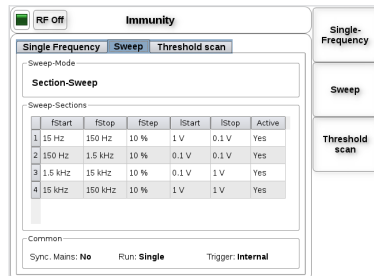 RF Off
Immunity
Single Frequency Sweep Threshold scan
Sweep-Mode
Section-Sweep
Sweep-Sections
fStart fStop fStep lStart lStop Active
1 15 Hz 150 Hz 10 % 1 V 0.1 V Yes
2 150 Hz 1.5 kHz 10 % 0.1 V 0.1 V Yes
3 1.5 kHz 15 kHz 10 % 0.1 V 1 V Yes
4 15 kHz 150 kHz 10 % 1 V 1 V Yes
Common
Sync. Mains: No Run: Single Trigger: Internal
Single-
Frequency
Sweep
Threshold
scan